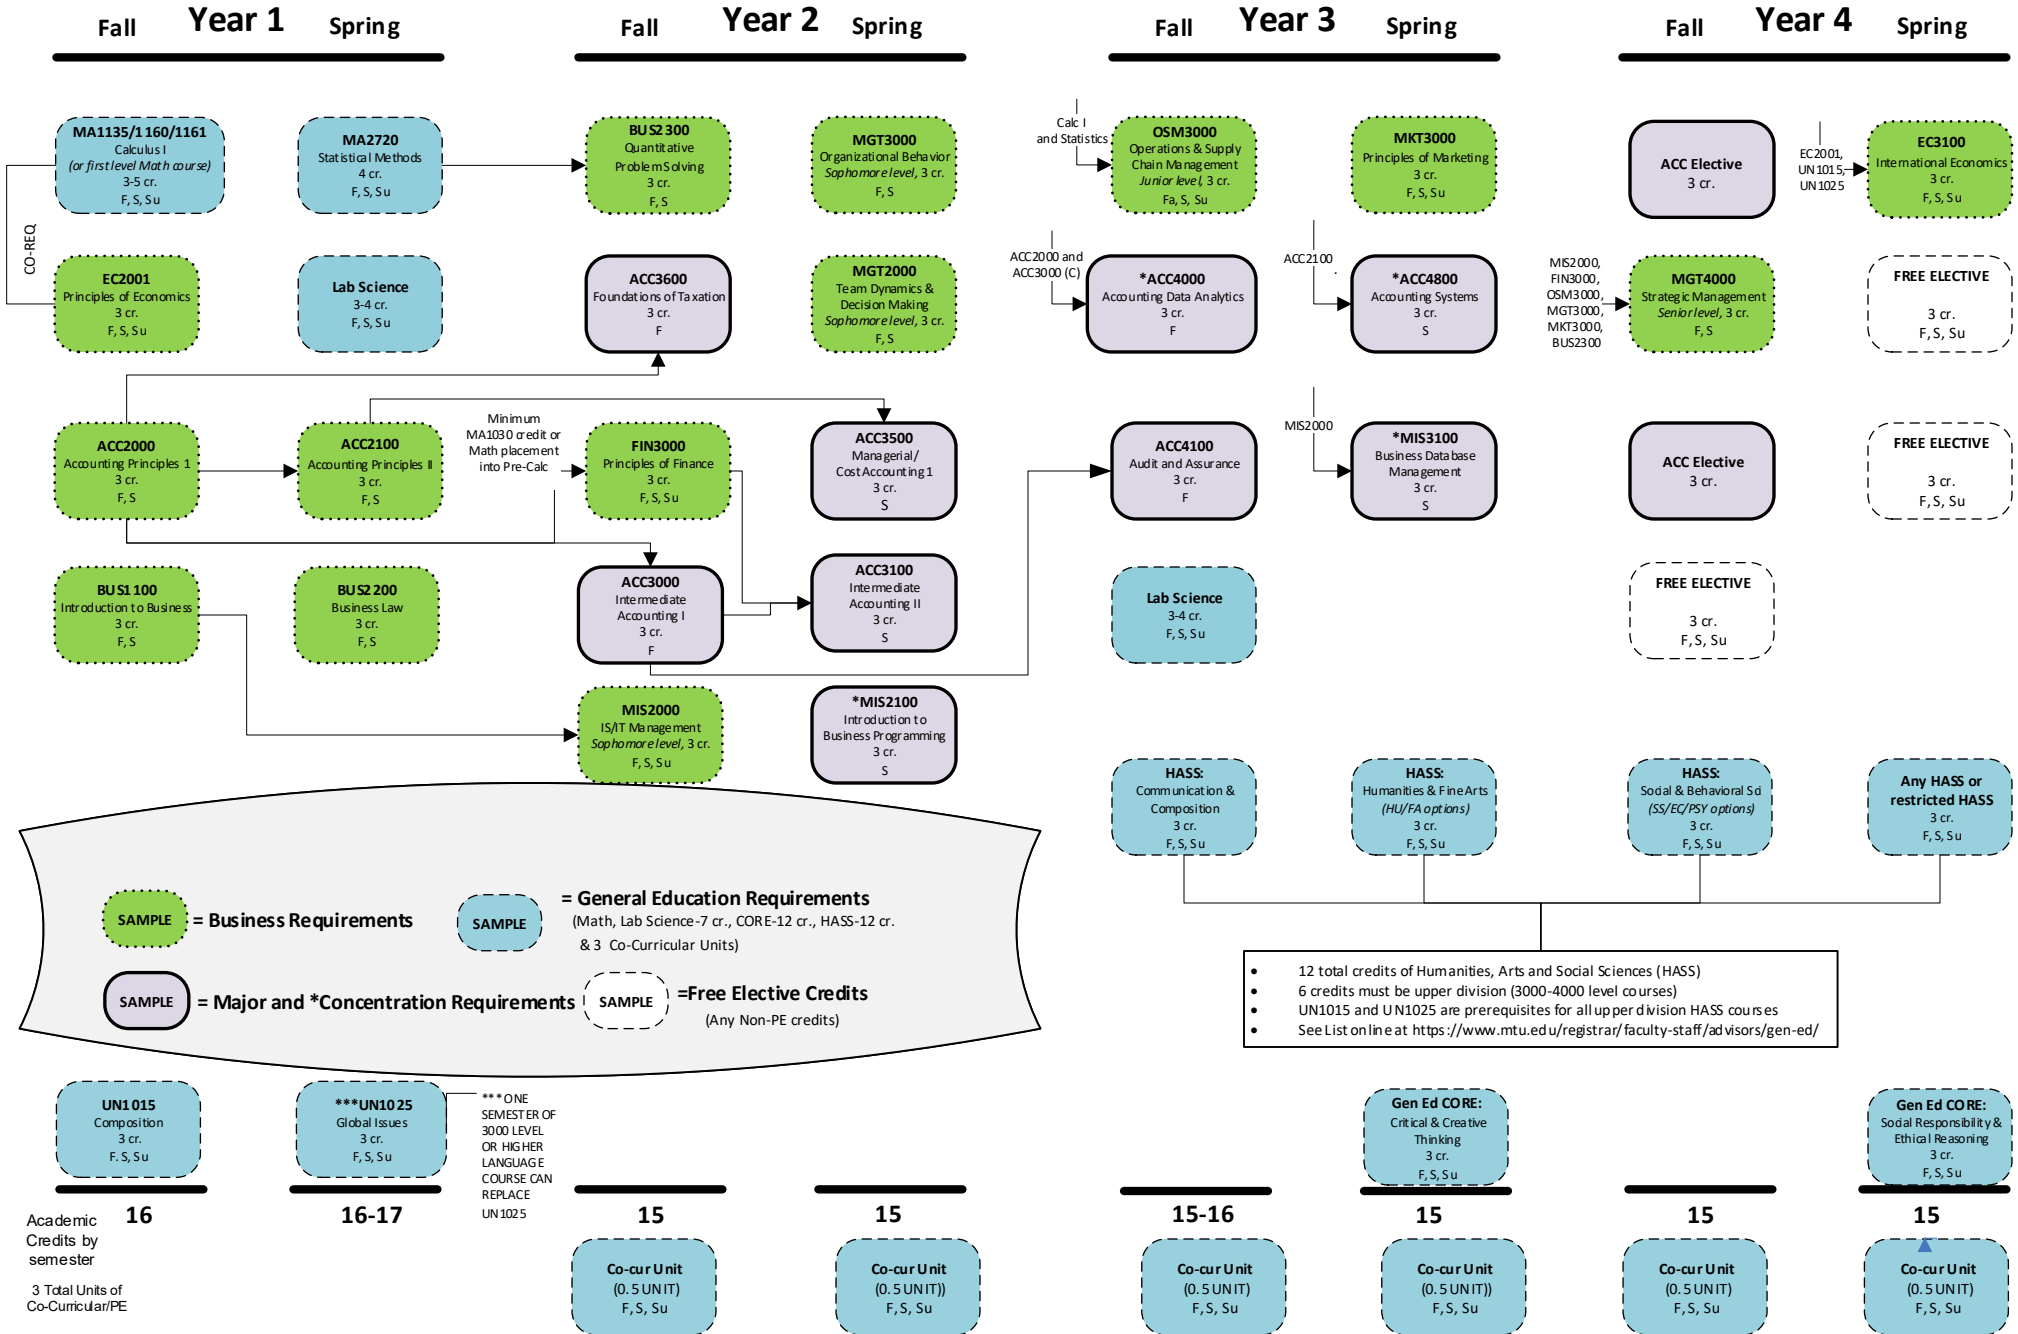 Year 1
Fall
Spring
Year 2
Fall
Spring
Year 3
Fall
Spring
Year 4
Fall
Spring
MA1135/1160/1161
Calculus I
(or first level Math course)
3-5 cr.
F, S, Su
MA2720
Statistical Methods
4 cr.
F, S, Su
BUS2300
Quantitative
Problem Solving
3 cr.
F, S
MGT3000
Organizational Behavior
Sophomore level, 3 cr.
F, S
Calc I
and Statistics
OSM3000
Operations & Supply
Chain Management
Junior level, 3 cr.
Fa, S, Su
MKT3000
Principles of Marketing
3 cr.
F, S, Su
ACC Elective
3 cr.
EC2001,
UN1015,
UN1025
EC3100
International Economics
3 cr.
F, S, Su
CO-REQ
EC2001
Principles of Economics
3 cr.
F, S, Su
Lab Science
3-4 cr.
F, S, Su
ACC3600
Foundations of Taxation
3 cr.
F
MGT2000
Team Dynamics &
Decision Making
Sophomore level, 3 cr.
F, S
ACC2000 and
ACC3000 (C)
*ACC4000
Accounting Data Analytics
3 cr.
F
ACC2100
.
*ACC4800
Accounting Systems
3 cr.
S
MIS2000,
FIN3000,
OSM3000,
MGT3000,
MKT3000,
BUS2300
MGT4000
Strategic Management
Senior level, 3 cr.
F, S
FREE ELECTIVE
3 cr.
F, S, Su
ACC2000
Accounting Principles 1
3 cr.
F, S
ACC2100
Accounting Principles II
3 cr.
F, S
Minimum
MA1030 credit or
Math placement
into Pre-Calc
FIN3000
Principles of Finance
3 cr.
F, S, Su
ACC3500
Managerial/
Cost Accounting 1
3 cr.
S
ACC4100
Audit and Assurance
3 cr.
F
MIS2000
*MIS3100
Business Database
Management
3 cr.
S
ACC Elective
3 cr.
FREE ELECTIVE
3 cr.
F, S, Su
BUS1100
Introduction to Business
3 cr.
F, S
BUS2200
Business Law
3 cr.
F, S
ACC3000
Intermediate
Accounting I
3 cr.
F
ACC3100
Intermediate
Accounting II
3 cr.
S
Lab Science
3-4 cr.
F, S, Su
FREE ELECTIVE
3 cr.
F, S, Su
MIS2000
IS/IT Management
Sophomore level, 3 cr.
F, S, Su
*MIS2100
Introduction to
Business Programming
3 cr.
S
HASS:
Communication &
Composition
3 cr.
F, S, Su
HASS:
Humanities & Fine Arts
(HU/FA options)
3 cr.
F, S, Su
HASS:
Social & Behavioral Sci
(SS/EC/PSY options)
3 cr.
F, S, Su
Any HASS or
restricted HASS
3 cr.
F, S, Su
SAMPLE
= Business Requirements
SAMPLE
= General Education Requirements
(Math, Lab Science-7 cr., CORE-12 cr., HASS-12 cr.
& 3 Co-Curricular Units)
SAMPLE
= Major and *Concentration Requirements
SAMPLE
=Free Elective Credits
(Any Non-PE credits)
• 12 total credits of Humanities, Arts and Social Sciences (HASS)
• 6 credits must be upper division (3000-4000 level courses)
• UN1015 and UN1025 are prerequisites for all upper division HASS courses
• See List online at https://www.mtu.edu/registrar/faculty-staff/advisors/gen-ed/
UN1015
Composition
3 cr.
F. S, Su
***UN1025
Global Issues
3 cr.
F, S, Su
***ONE
SEMESTER OF
3000 LEVEL
OR HIGHER
LANGUAGE
COURSE CAN
REPLACE
UN1025
Gen Ed CORE:
Critical & Creative
Thinking
3 cr.
F, S, Su
Gen Ed CORE:
Social Responsibility &
Ethical Reasoning
3 cr.
F, S, Su
Academic
Credits by
semester
16
16-17
15
15
15-16
15
15
15
3 Total Units of
Co-Curricular/PE
Co-cur Unit
(0.5 UNIT)
F, S, Su
Co-cur Unit
(0.5 UNIT))
F, S, Su
Co-cur Unit
(0.5 UNIT)
F, S, Su
Co-cur Unit
(0.5 UNIT))
F, S, Su
Co-cur Unit
(0.5 UNIT)
F, S, Su
Co-cur Unit
(0.5 UNIT)
F, S, Su